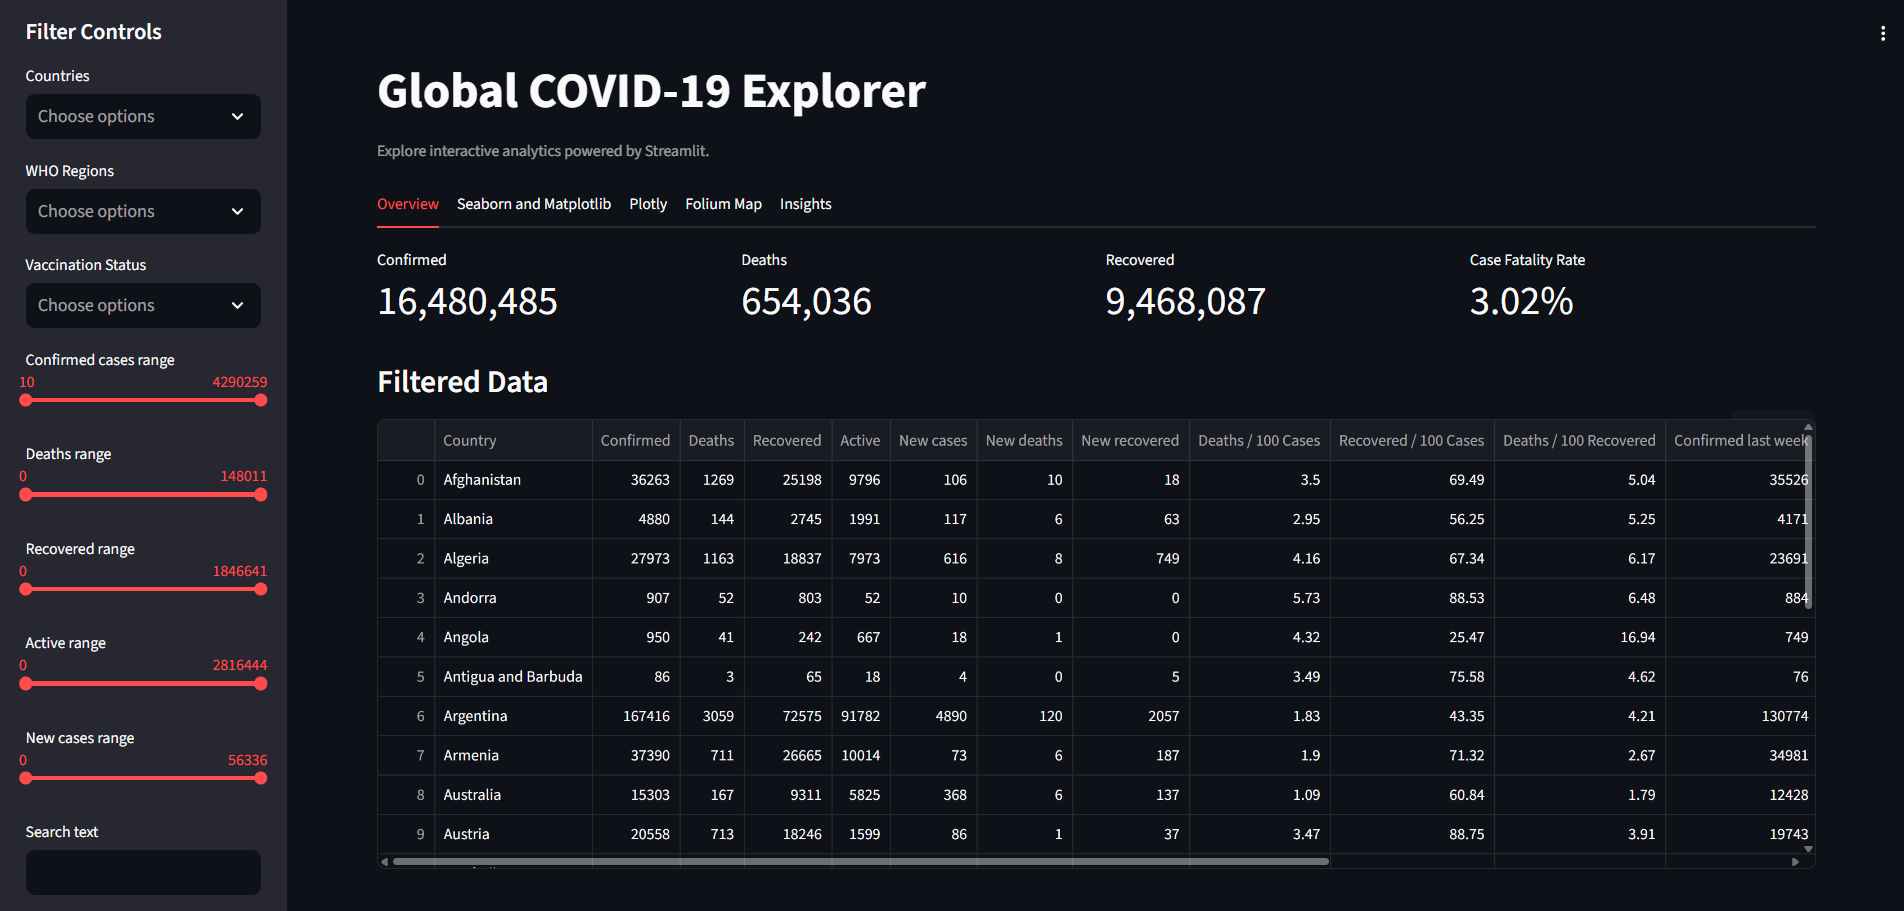 Filter Controls
Countries
Choose options
WHO Regions
Choose options
Vaccination Status
Choose options
Confirmed cases range
10 4290259
Deaths range
0 148011
Recovered range
0 1846641
Active range
0 2816444
New cases range
0 56336
Search text
Global COVID-19 Explorer
Explore interactive analytics powered by Streamlit.
Overview Seaborn and Matplotlib Plotly Folium Map Insights
Confirmed Deaths Recovered Case Fatality Rate
16,480,485 654,036 9,468,087 3.02%
Filtered Data
Country Confirmed Deaths Recovered Active New cases New deaths New recovered Deaths / 100 Cases Recovered / 100 Cases Deaths / 100 Recovered Confirmed last week
0 Afghanistan 36263 1269 25198 9796 106 10 18 3.5 69.49 5.04 35526
1 Albania 4880 144 2745 1991 117 6 63 2.95 56.25 5.25 4171
2 Algeria 27973 1163 18837 7973 616 8 749 4.16 67.34 6.17 23691
3 Andorra 907 52 803 52 10 0 0 5.73 88.53 6.48 884
4 Angola 950 41 242 667 18 1 0 4.32 25.47 16.94 749
5 Antigua and Barbuda 86 3 65 18 4 0 5 3.49 75.58 4.62 76
6 Argentina 167416 3059 72575 91782 4890 120 2057 1.83 43.35 4.21 130774
7 Armenia 37390 711 26665 10014 73 6 187 1.9 71.32 2.67 34981
8 Australia 15303 167 9311 5825 368 6 137 1.09 60.84 1.79 12428
9 Austria 20558 713 18246 1599 86 1 37 3.47 88.75 3.91 19743